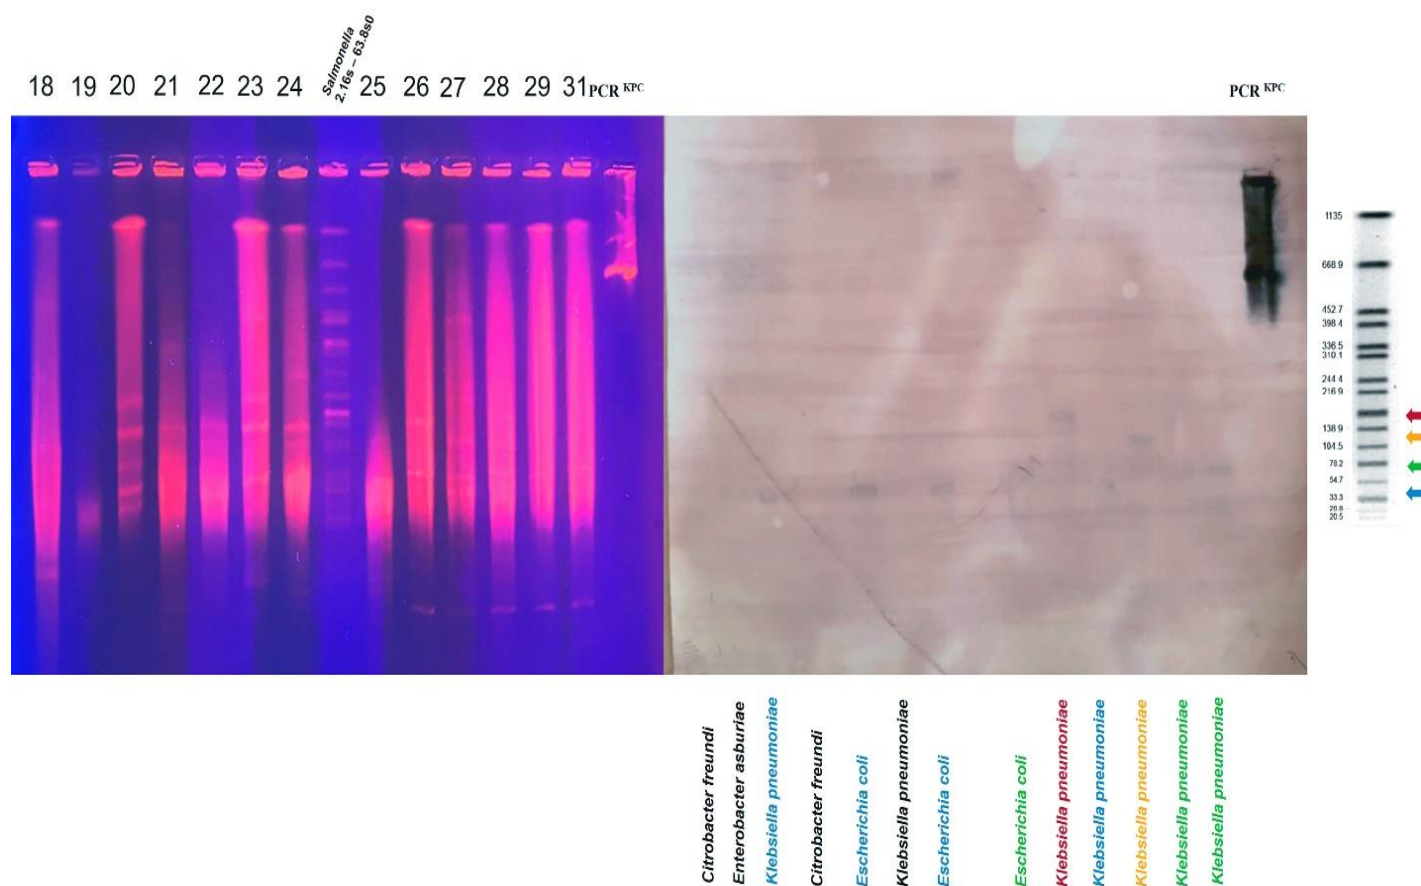 18 19 20 21 22 23 24 Salmonella
2.16s – 63.8s0 25 26 27 28 29 31 PCR KPC
PCR KPC
1135
668.9
452.7
398.4
336.5
310.1
244.4
216.9
138.9
104.5
78.2
54.7
33.3
20.5
Citrobacter freundi
Enterobacter asburiae
Klebsiella pneumoniae
Citrobacter freundi
Escherichia coli
Klebsiella pneumoniae
Escherichia coli
Escherichia coli
Klebsiella pneumoniae
Klebsiella pneumoniae
Klebsiella pneumoniae
Klebsiella pneumoniae
Klebsiella pneumoniae